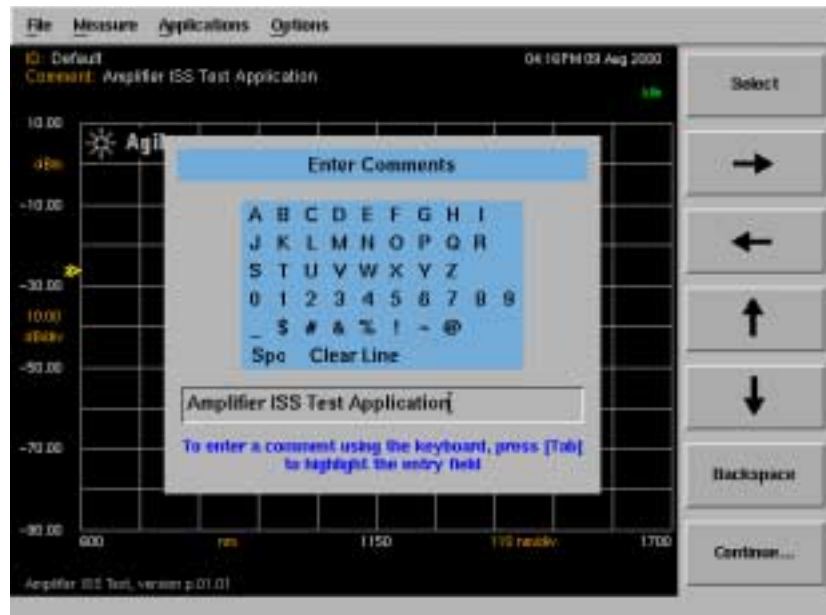 File Measure Applications Options
ID: Default
04:16PM 03 Aug 2000
Comment: Amplifier ISS Test Application
Idle
Select
10.00
Agil
dBm
-10.00
-30.00
10.00
dB/div
-50.00
-70.00
-90.00
Enter Comments
A B C D E F G H I
J K L M N O P Q R
S T U V W X Y Z
0 1 2 3 4 5 6 7 8 9
_ $ # & % ! ~ @
Spc Clear Line
Amplifier ISS Test Application
To enter a comment using the keyboard, press [Tab]
to highlight the entry field
Backspace
600 nm 1150 110 nm/div 1700
Continue...
Amplifier ISS Test, version p.01.01